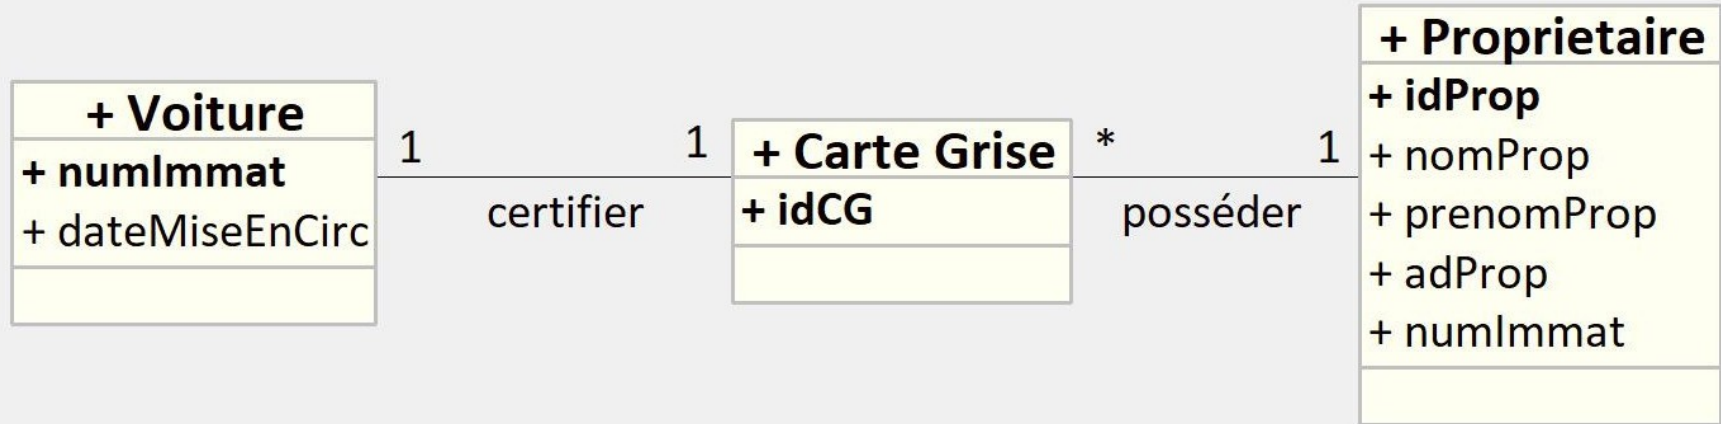 + Voiture
+ numImmat
+ dateMiseEnCirc
1
1
certifier
+ Carte Grise
+ idCG
*
1
posséder
+ Proprietaire
+ idProp
+ nomProp
+ prenomProp
+ adProp
+ numImmat